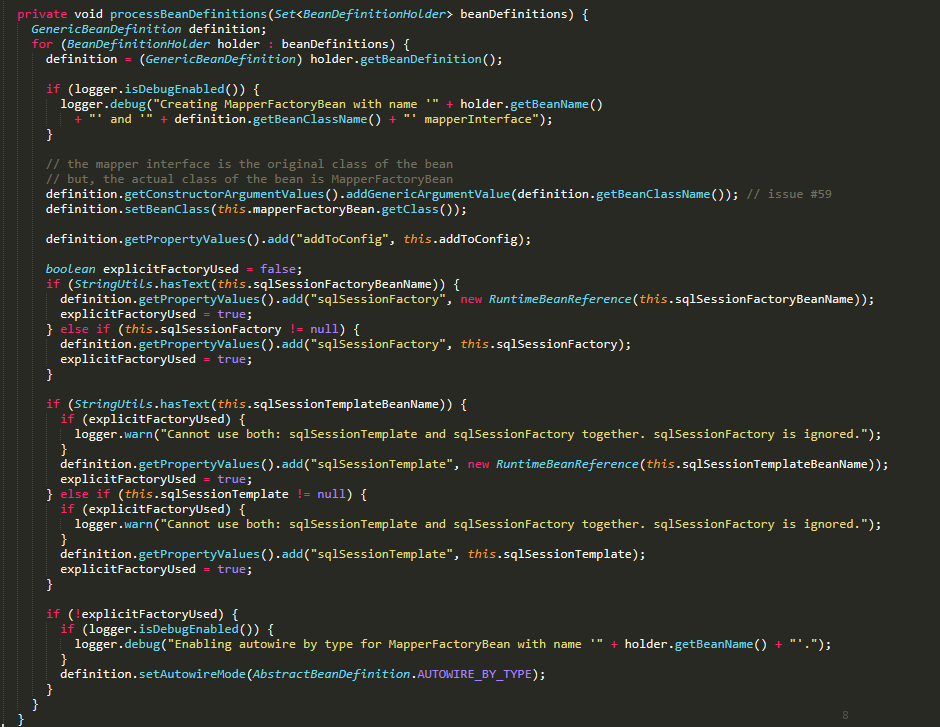 private void processBeanDefinitions(Set<BeanDefinitionHolder> beanDefinitions) {
  GenericBeanDefinition definition;
  for (BeanDefinitionHolder holder : beanDefinitions) {
    definition = (GenericBeanDefinition) holder.getBeanDefinition();

    if (logger.isDebugEnabled()) {
      logger.debug("Creating MapperFactoryBean with name '" + holder.getBeanName()
        + "' and '" + definition.getBeanClassName() + "' mapperInterface");
    }

    // the mapper interface is the original class of the bean
    // but, the actual class of the bean is MapperFactoryBean
    definition.getConstructorArgumentValues().addGenericArgumentValue(definition.getBeanClassName()); // issue #59
    definition.setBeanClass(this.mapperFactoryBean.getClass());

    definition.getPropertyValues().add("addToConfig", this.addToConfig);

    boolean explicitFactoryUsed = false;
    if (StringUtils.hasText(this.sqlSessionFactoryBeanName)) {
      definition.getPropertyValues().add("sqlSessionFactory", new RuntimeBeanReference(this.sqlSessionFactoryBeanName));
      explicitFactoryUsed = true;
    } else if (this.sqlSessionFactory != null) {
      definition.getPropertyValues().add("sqlSessionFactory", this.sqlSessionFactory);
      explicitFactoryUsed = true;
    }

    if (StringUtils.hasText(this.sqlSessionTemplateBeanName)) {
      if (explicitFactoryUsed) {
        logger.warn("Cannot use both: sqlSessionTemplate and sqlSessionFactory together. sqlSessionFactory is ignored.");
      }
      definition.getPropertyValues().add("sqlSessionTemplate", new RuntimeBeanReference(this.sqlSessionTemplateBeanName));
      explicitFactoryUsed = true;
    } else if (this.sqlSessionTemplate != null) {
      if (explicitFactoryUsed) {
        logger.warn("Cannot use both: sqlSessionTemplate and sqlSessionFactory together. sqlSessionFactory is ignored.");
      }
      definition.getPropertyValues().add("sqlSessionTemplate", this.sqlSessionTemplate);
      explicitFactoryUsed = true;
    }

    if (!explicitFactoryUsed) {
      if (logger.isDebugEnabled()) {
        logger.debug("Enabling autowire by type for MapperFactoryBean with name '" + holder.getBeanName() + "'.");
      }
      definition.setAutowireMode(AbstractBeanDefinition.AUTOWIRE_BY_TYPE);
    }
  }
}
8